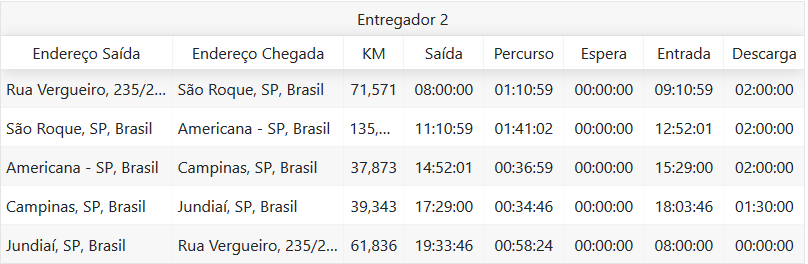 Entregador 2
Endereço Saída Endereço Chegada KM Saída Percurso Espera Entrada Descarga
Rua Vergueiro, 235/2... São Roque, SP, Brasil 71,571 08:00:00 01:10:59 00:00:00 09:10:59 02:00:00
São Roque, SP, Brasil Americana - SP, Brasil 135,... 11:10:59 01:41:02 00:00:00 12:52:01 02:00:00
Americana - SP, Brasil Campinas, SP, Brasil 37,873 14:52:01 00:36:59 00:00:00 15:29:00 02:00:00
Campinas, SP, Brasil Jundiaí, SP, Brasil 39,343 17:29:00 00:34:46 00:00:00 18:03:46 01:30:00
Jundiaí, SP, Brasil Rua Vergueiro, 235/2... 61,836 19:33:46 00:58:24 00:00:00 08:00:00 00:00:00